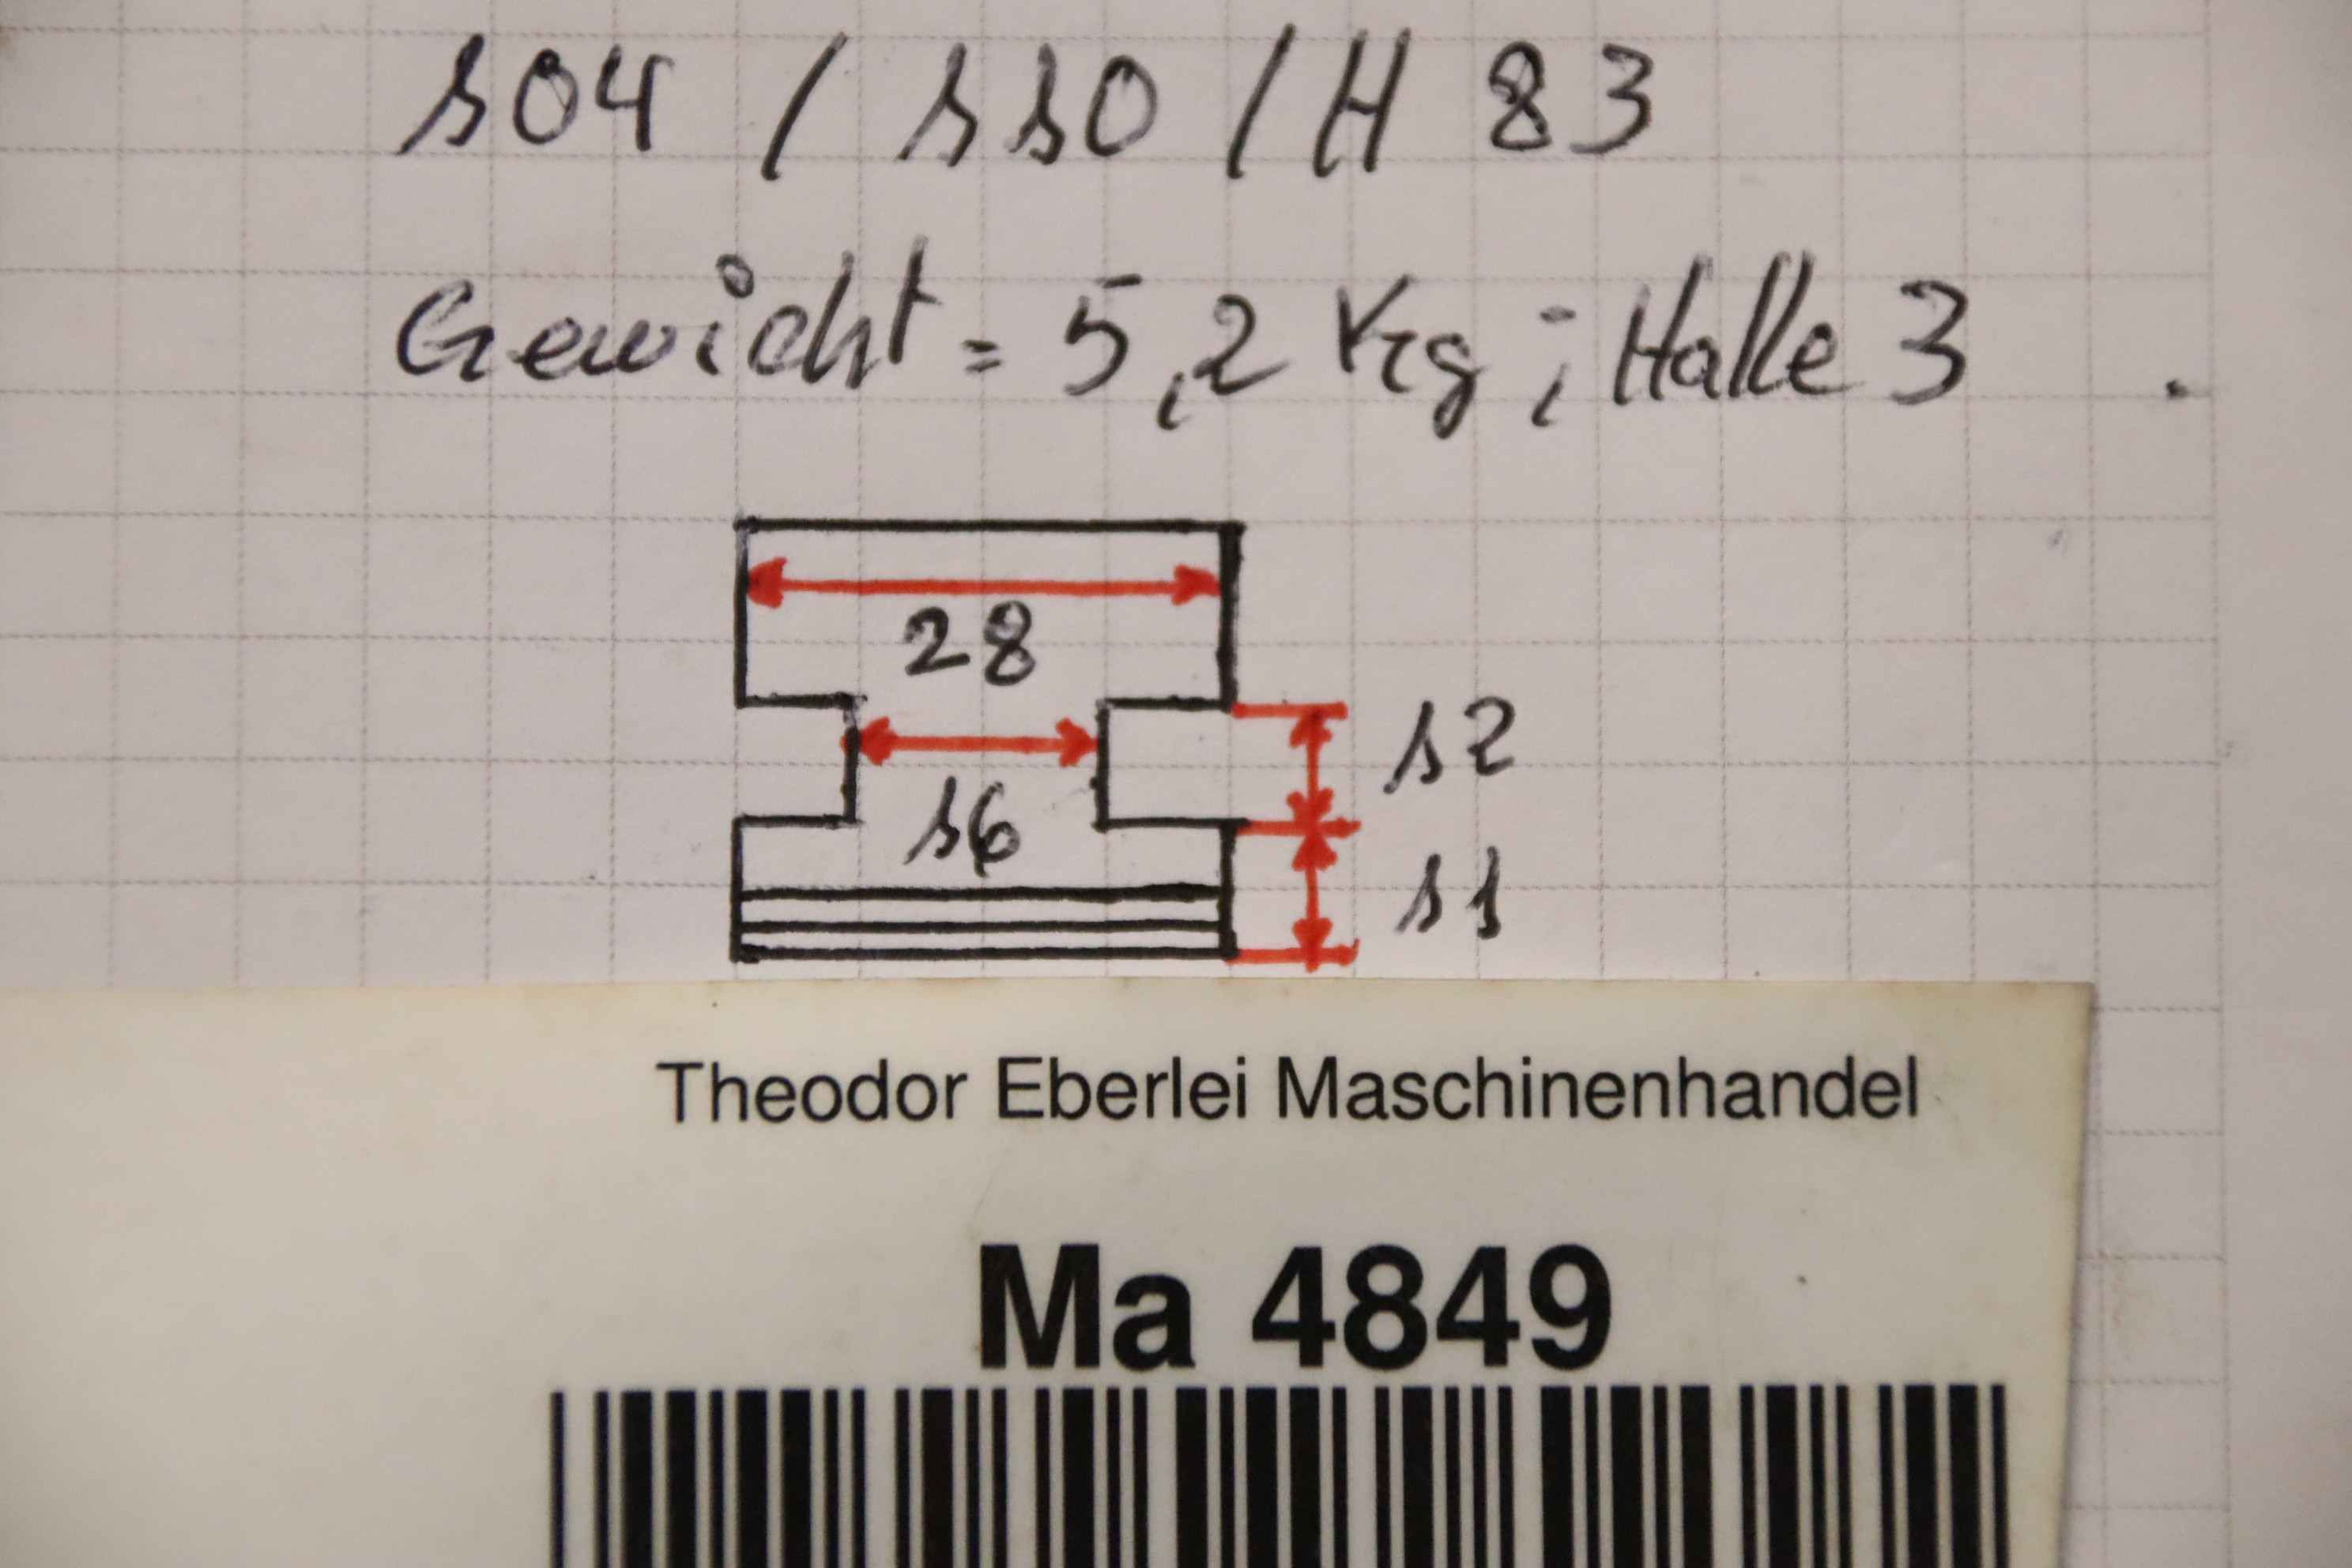 104 / 110 / H 83
Gewicht = 5,2 Kg ; Halle 3 .
28
12
16
11
Theodor Eberlei Maschinenhandel
Ma 4849